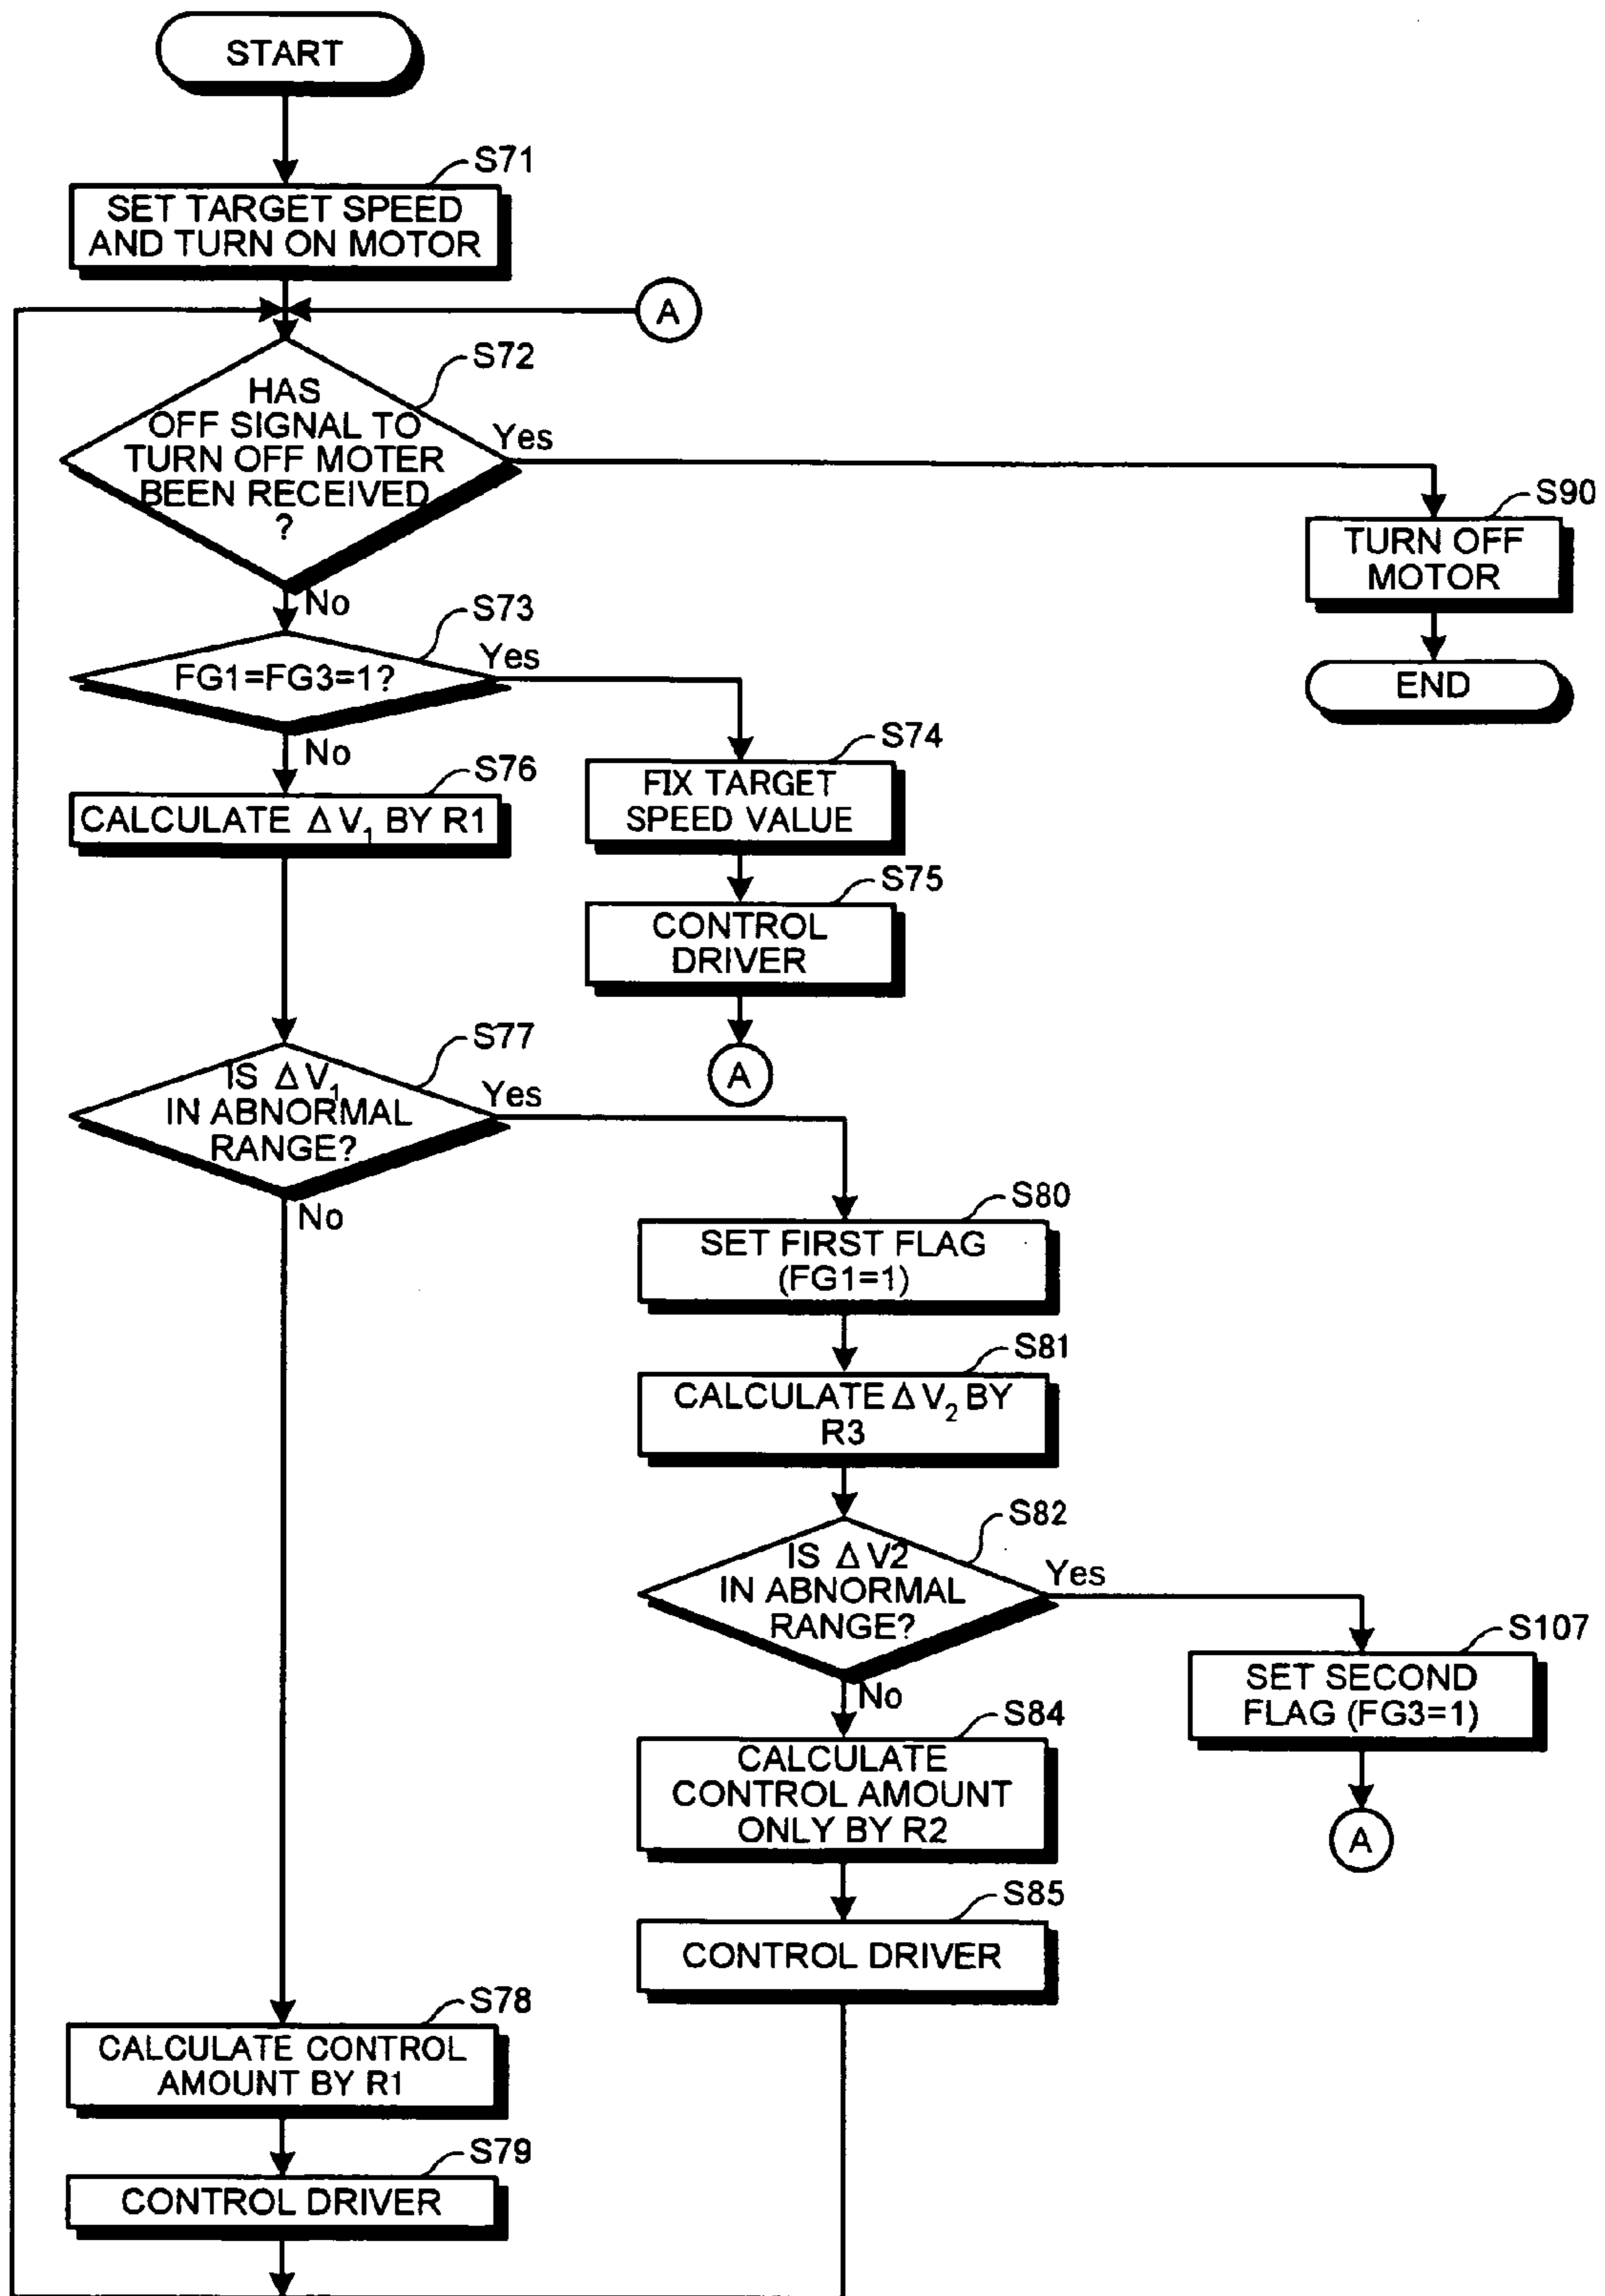 START
S71
SET TARGET SPEED
AND TURN ON MOTOR
A
S72
HAS
OFF SIGNAL TO
TURN OFF MOTER
BEEN RECEIVED
?
Yes
No
S90
TURN OFF
MOTOR
END
S73
FG1=FG3=1?
Yes
No
S74
FIX TARGET
SPEED VALUE
S75
CONTROL
DRIVER
A
S76
CALCULATE ΔV₁ BY R1
S77
IS ΔV₁
IN ABNORMAL
RANGE?
Yes
No
S80
SET FIRST FLAG
(FG1=1)
S81
CALCULATE ΔV₂ BY
R3
S82
IS ΔV2
IN ABNORMAL
RANGE?
Yes
No
S107
SET SECOND
FLAG (FG3=1)
A
S84
CALCULATE
CONTROL AMOUNT
ONLY BY R2
S85
CONTROL DRIVER
S78
CALCULATE CONTROL
AMOUNT BY R1
S79
CONTROL DRIVER